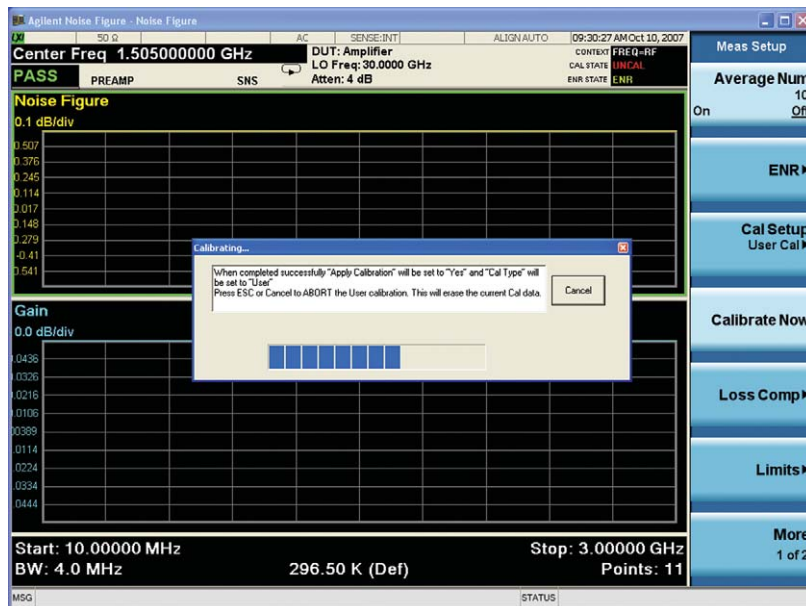 Agilent Noise Figure - Noise Figure
LXI
50 Ω
AC
SENSE:INT
ALIGN AUTO
09:30:27 AM Oct 10, 2007
Center Freq 1.505000000 GHz
DUT: Amplifier
LO Freq: 30.0000 GHz
Atten: 4 dB
CONTEXT FREQ=RF
CAL STATE UNCAL
ENR STATE ENR
PASS
PREAMP
SNS
Noise Figure
0.1 dB/div
0.507
0.376
0.245
0.114
0.017
0.148
0.279
-0.41
0.541
Calibrating...
When completed successfully "Apply Calibration" will be set to "Yes" and "Cal Type" will
be set to "User"
Press ESC or Cancel to ABORT the User calibration. This will erase the current Cal data.
Cancel
Gain
0.0 dB/div
.0436
.0326
.0216
.0106
00389
.0114
.0224
.0334
.0444
Start: 10.00000 MHz
Stop: 3.00000 GHz
BW: 4.0 MHz
296.50 K (Def)
Points: 11
MSG
STATUS
Meas Setup
Average Num
10
On Off
ENR
Cal Setup
User Cal
Calibrate Now
Loss Comp
Limits
More
1 of 2